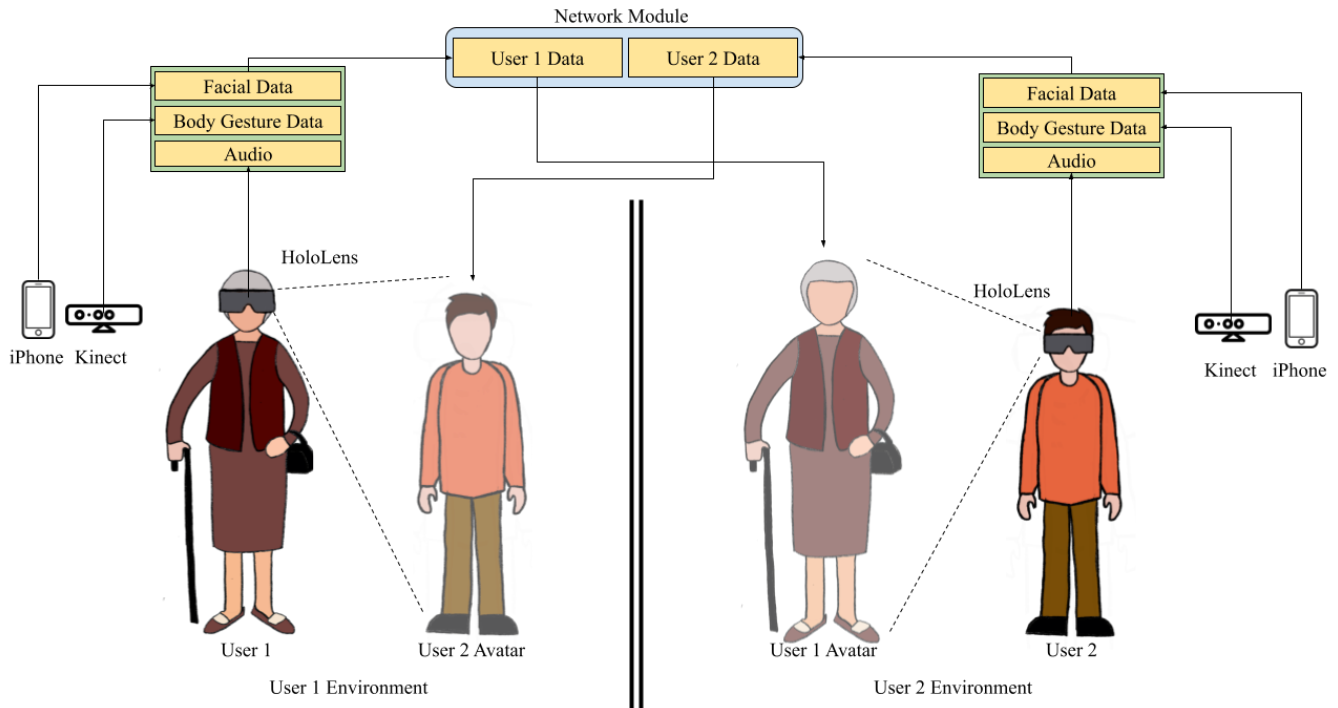 Network Module
User 1 Data
User 2 Data
Facial Data
Body Gesture Data
Audio
Facial Data
Body Gesture Data
Audio
HoloLens
HoloLens
iPhone
Kinect
Kinect
iPhone
User 1
User 2 Avatar
User 1 Avatar
User 2
User 1 Environment
User 2 Environment